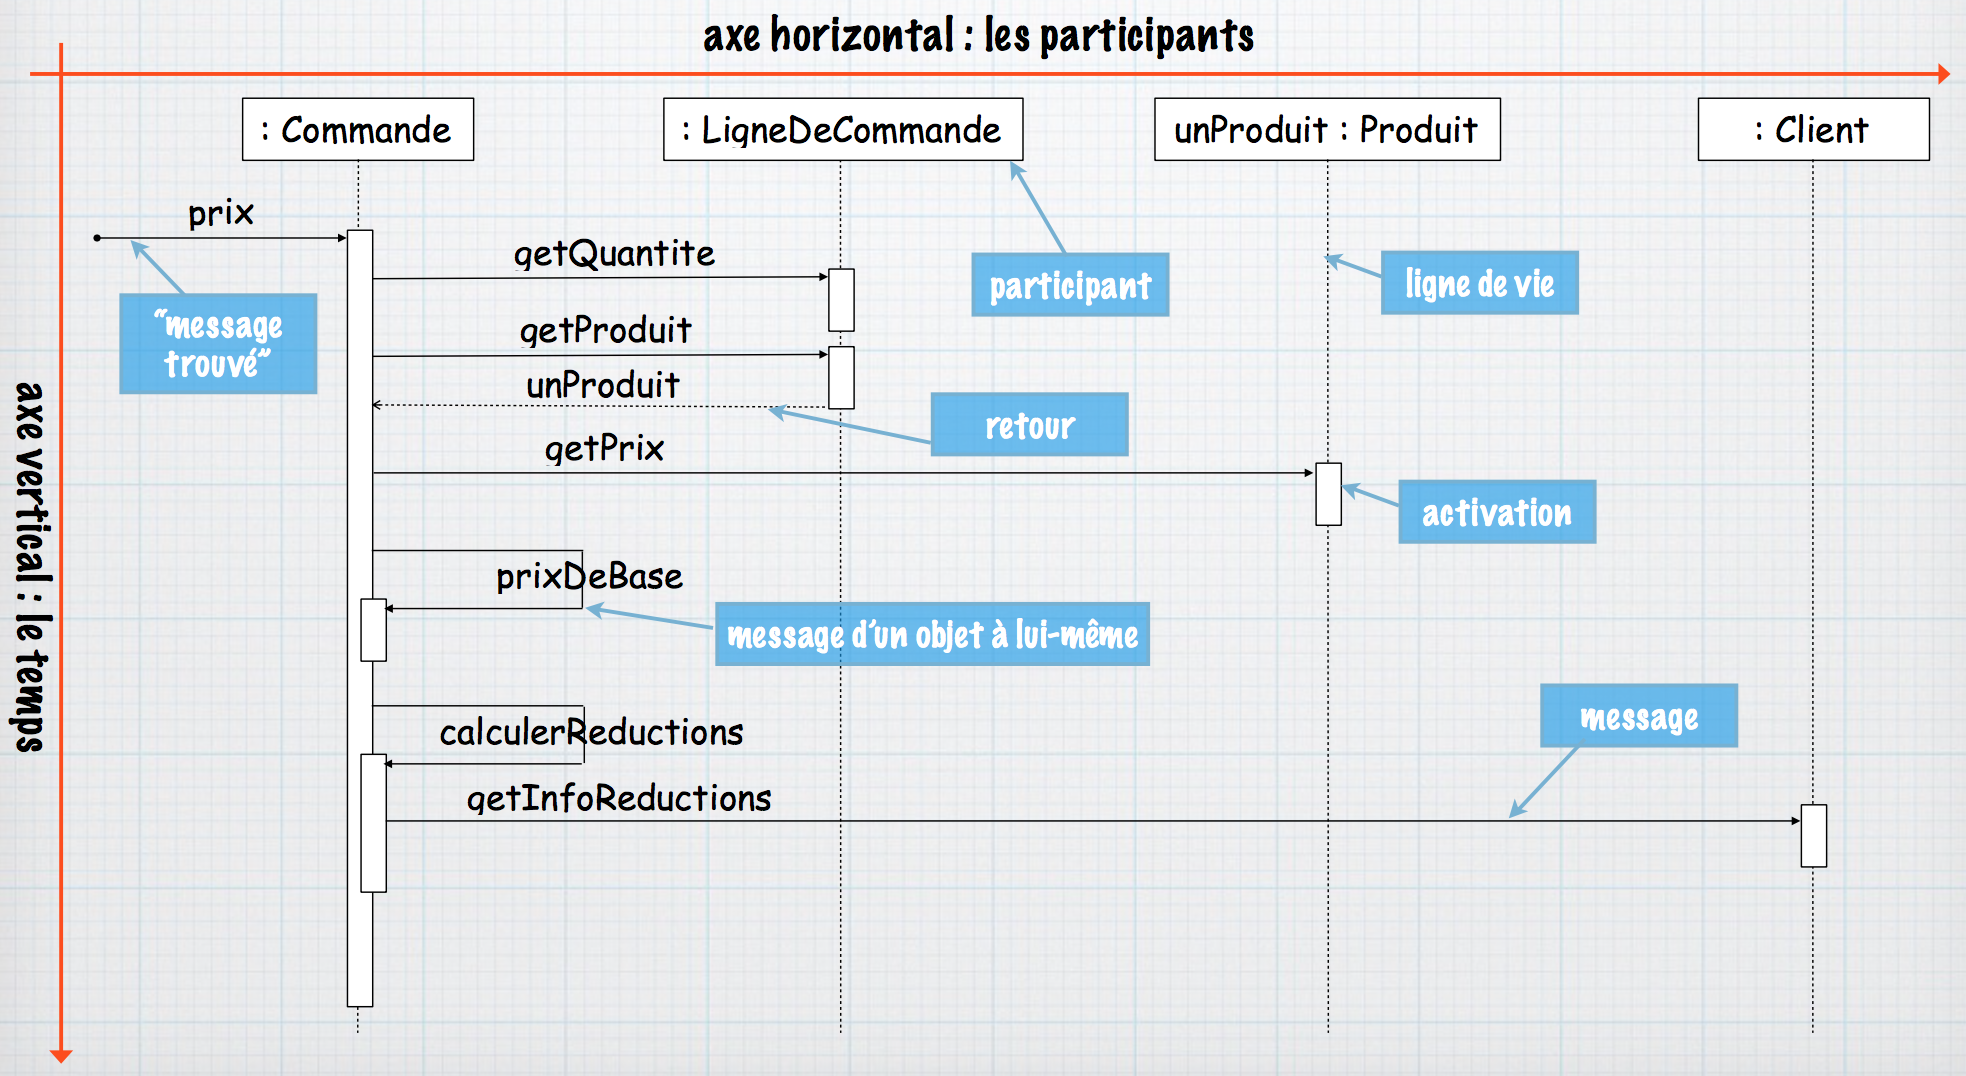 axe horizontal : les participants
: Commande
: LigneDeCommande
unProduit : Produit
: Client
prix
getQuantite
participant
ligne de vie
“message
trouvé”
getProduit
unProduit
retour
getPrix
activation
axe vertical : le temps
prixDeBase
message d’un objet à lui-même
message
calculerReductions
getInfoReductions